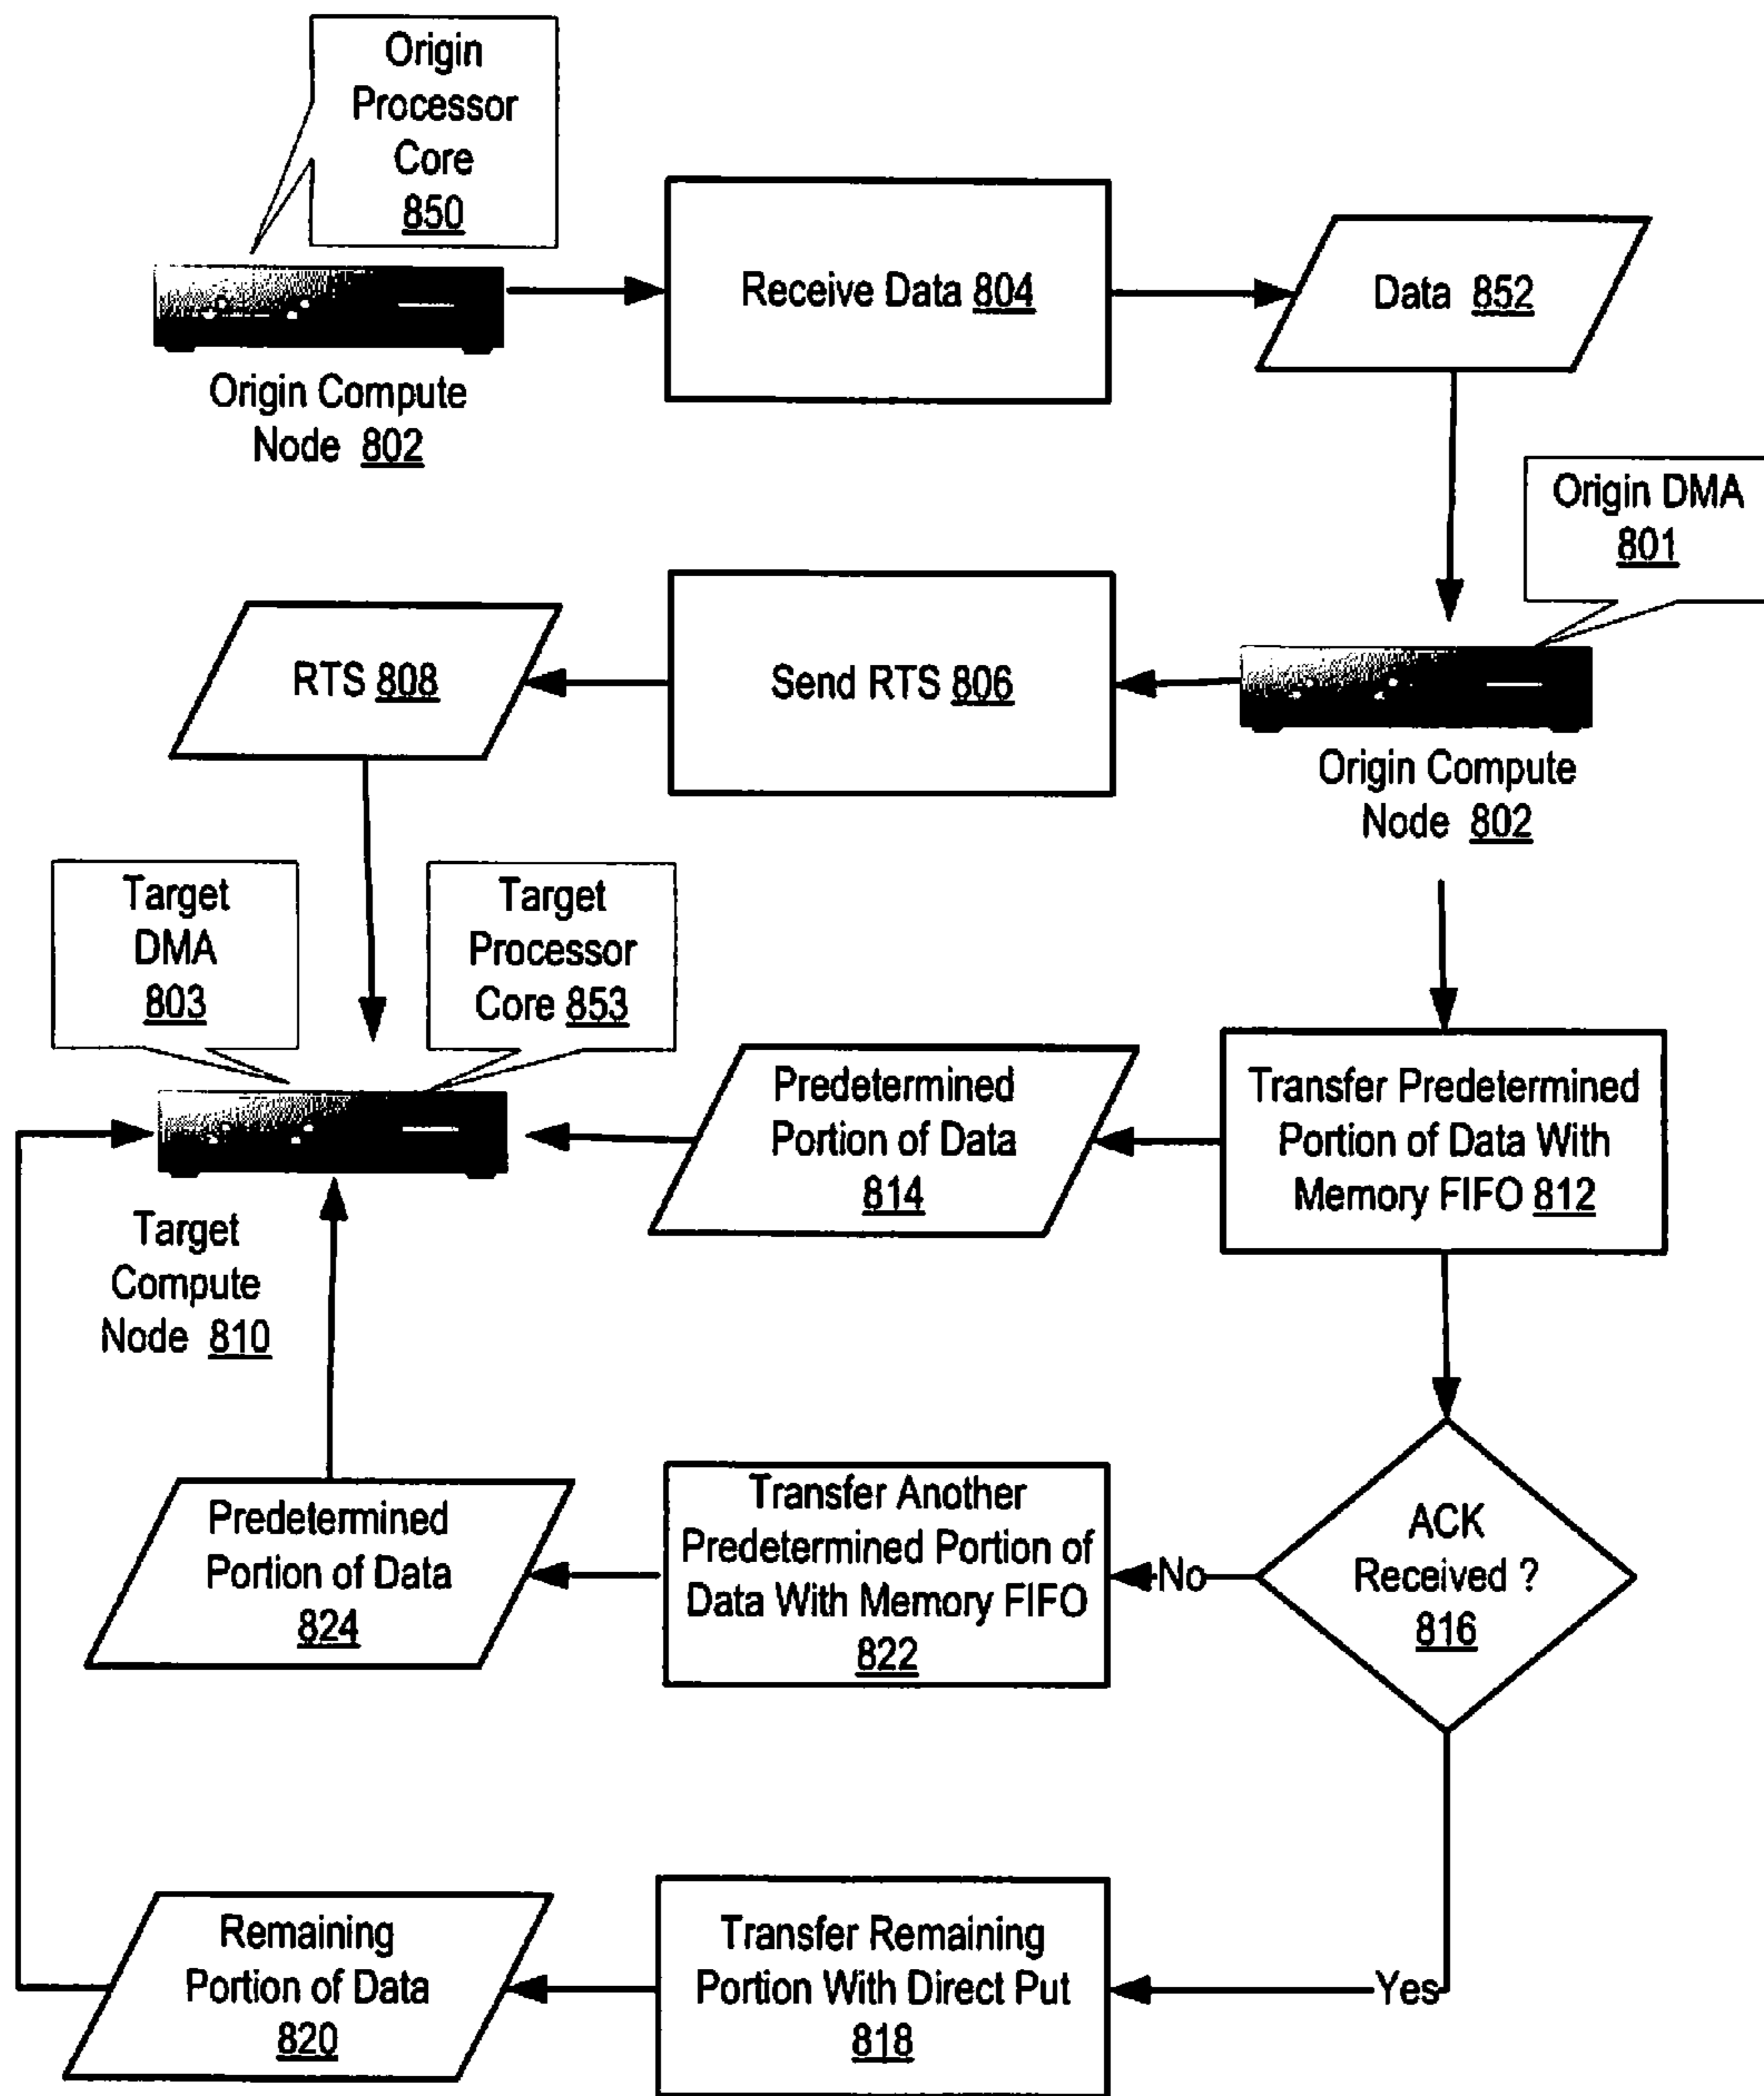 Origin
Processor
Core
850
Receive Data 804
Data 852
Origin Compute
Node 802
Origin DMA
801
RTS 808
Send RTS 806
Origin Compute
Node 802
Target
DMA
803
Target
Processor
Core 853
Predetermined
Portion of Data
814
Transfer Predetermined
Portion of Data With
Memory FIFO 812
Target
Compute
Node 810
Predetermined
Portion of Data
824
Transfer Another
Predetermined Portion of
Data With Memory FIFO
822
No
ACK
Received ?
816
Remaining
Portion of Data
820
Transfer Remaining
Portion With Direct Put
818
Yes